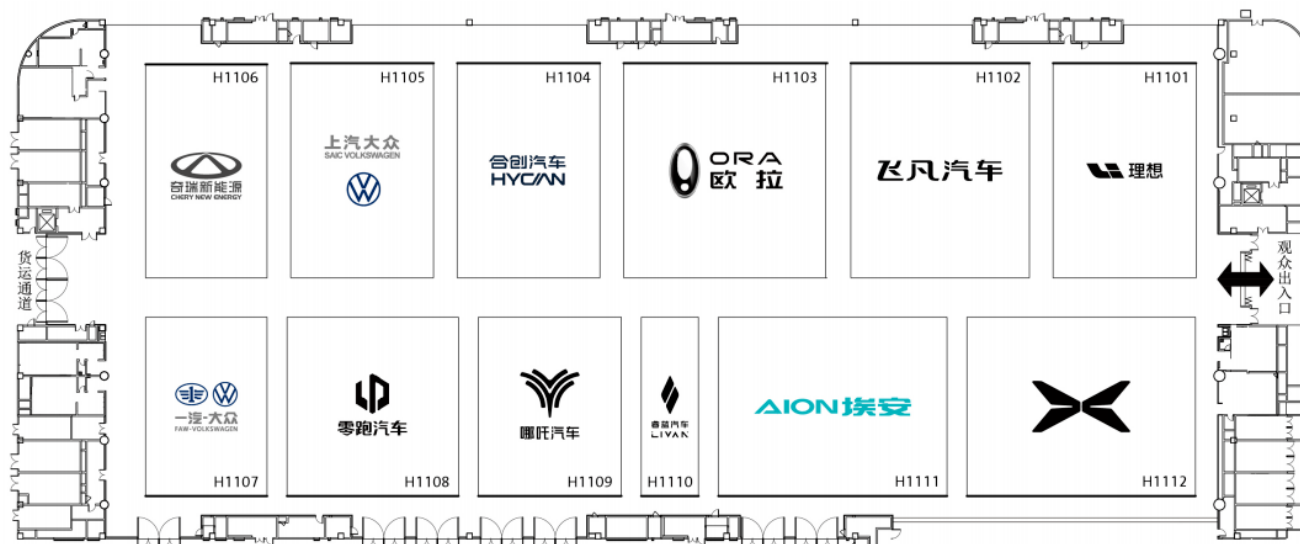 H1106
H1105
H1104
H1103
H1102
H1101
奇瑞新能源
CHERY NEW ENERGY
上汽大众
SAIC VOLKSWAGEN
合创汽车
HYCAN
ORA
欧拉
飞凡汽车
理想
货运通道
观众出入口
一汽-大众
FAW-VOLKSWAGEN
零跑汽车
哪吒汽车
睿蓝汽车
LIVAN
AION埃安
H1107
H1108
H1109
H1110
H1111
H1112